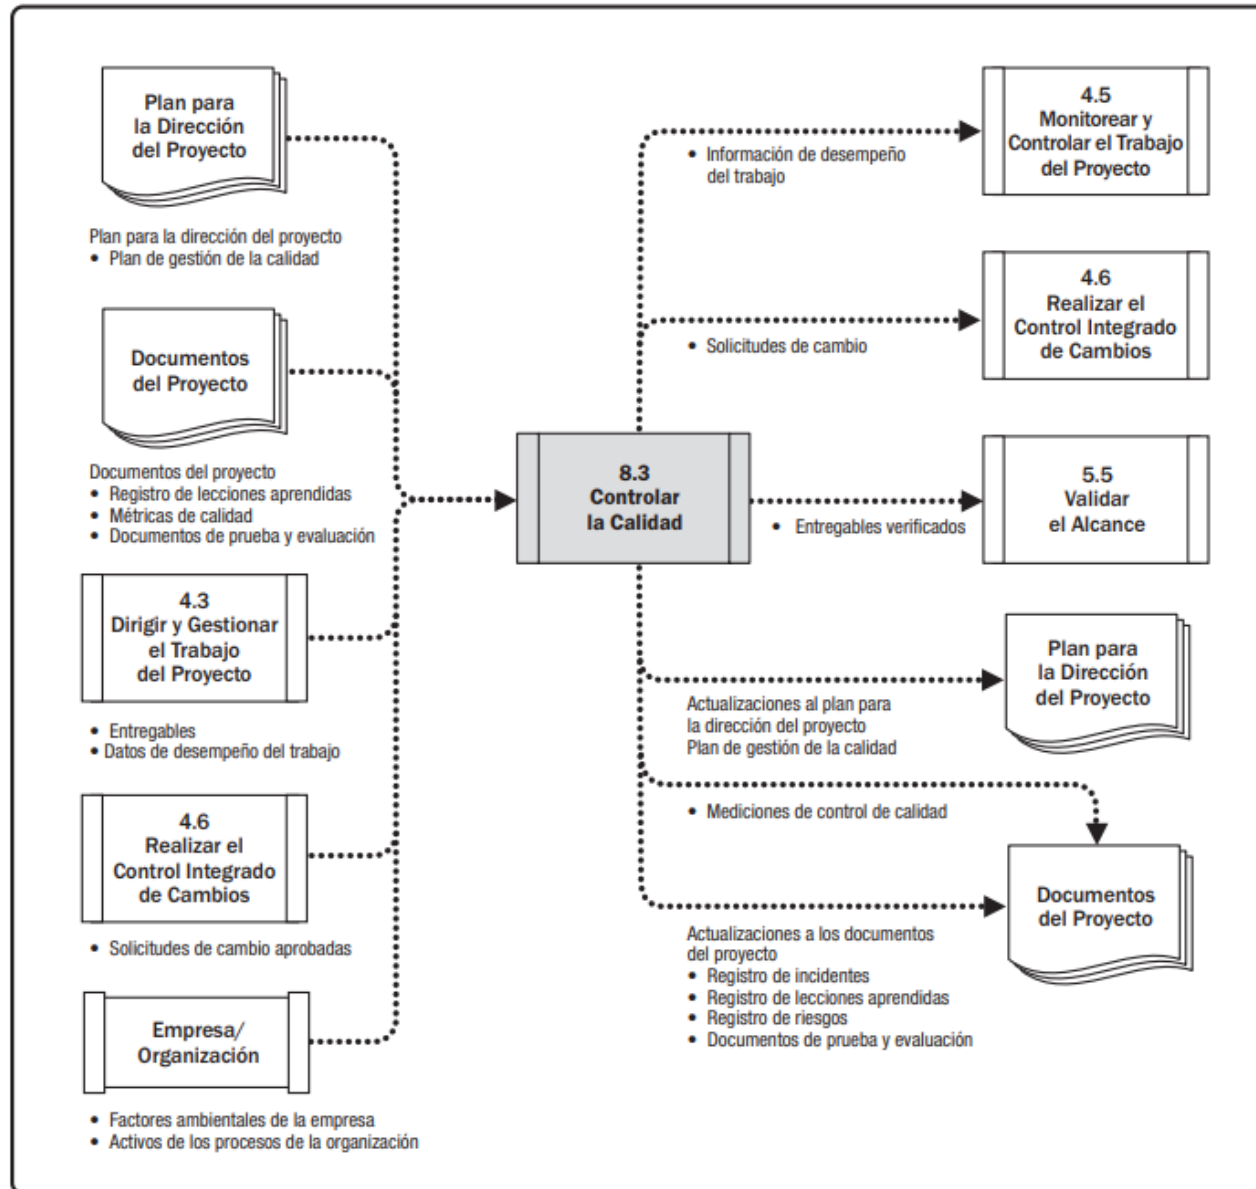 Plan para
la Dirección
del Proyecto
Plan para la dirección del proyecto
• Plan de gestión de la calidad
Documentos
del Proyecto
Documentos del proyecto
• Registro de lecciones aprendidas
• Métricas de calidad
• Documentos de prueba y evaluación
4.3
Dirigir y Gestionar
el Trabajo
del Proyecto
• Entregables
• Datos de desempeño del trabajo
4.6
Realizar el
Control Integrado
de Cambios
• Solicitudes de cambio aprobadas
Empresa/
Organización
• Factores ambientales de la empresa
• Activos de los procesos de la organización
8.3
Controlar
la Calidad
• Información de desempeño
del trabajo
4.5
Monitorear y
Controlar el Trabajo
del Proyecto
• Solicitudes de cambio
4.6
Realizar el
Control Integrado
de Cambios
• Entregables verificados
5.5
Validar
el Alcance
Actualizaciones al plan para
la dirección del proyecto
Plan de gestión de la calidad
Plan para
la Dirección
del Proyecto
• Mediciones de control de calidad
Documentos
del Proyecto
Actualizaciones a los documentos
del proyecto
• Registro de incidentes
• Registro de lecciones aprendidas
• Registro de riesgos
• Documentos de prueba y evaluación